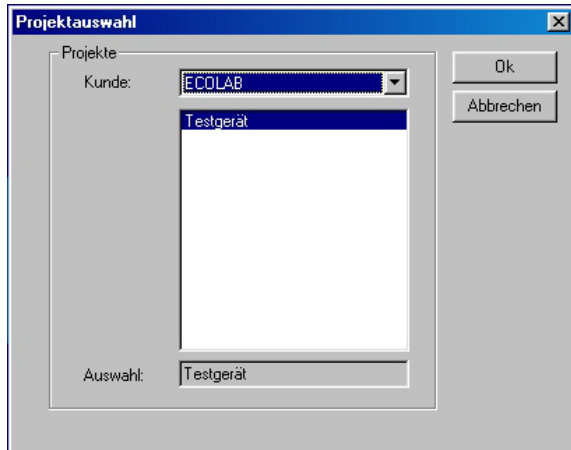 Projektauswahl
Projekte
Kunde:
ECOLAB
Ok
Abbrechen
Testgerät
Auswahl:
Testgerät